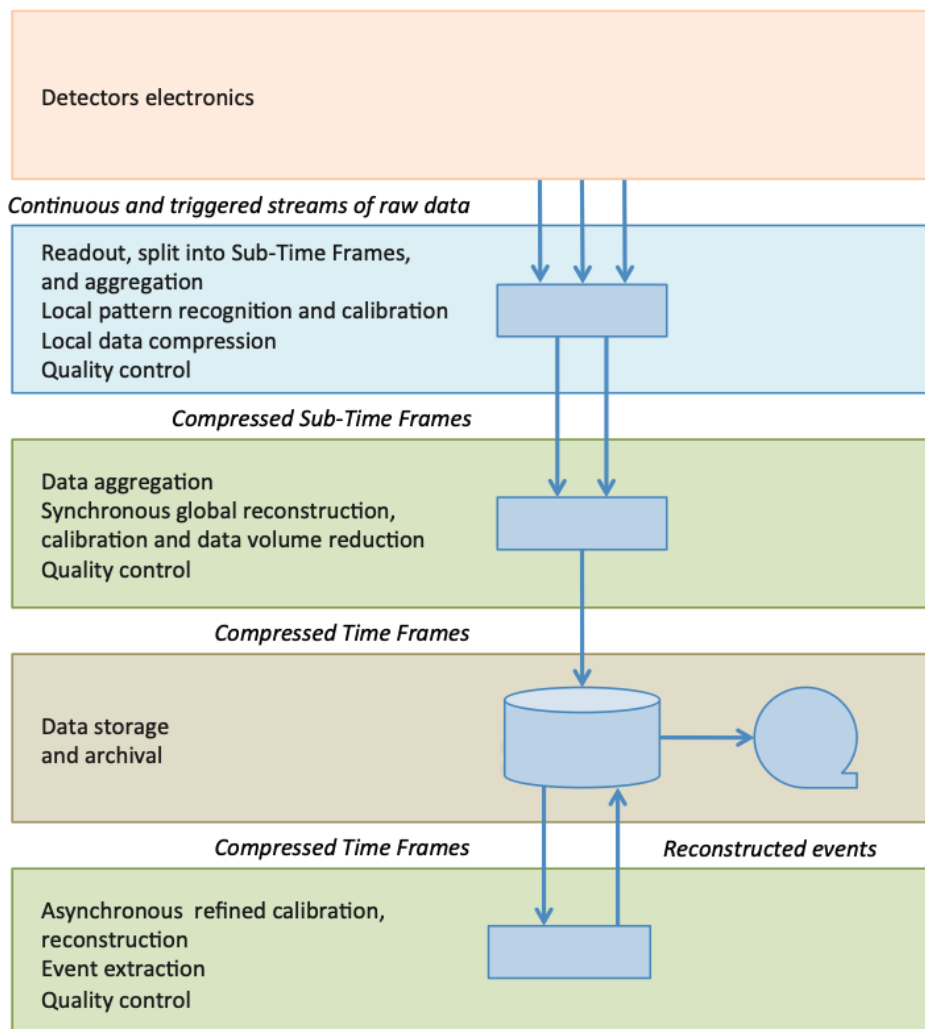 Detectors electronics
Continuous and triggered streams of raw data
Readout, split into Sub-Time Frames,
and aggregation
Local pattern recognition and calibration
Local data compression
Quality control
Compressed Sub-Time Frames
Data aggregation
Synchronous global reconstruction,
calibration and data volume reduction
Quality control
Compressed Time Frames
Data storage
and archival
Compressed Time Frames
Reconstructed events
Asynchronous refined calibration,
reconstruction
Event extraction
Quality control